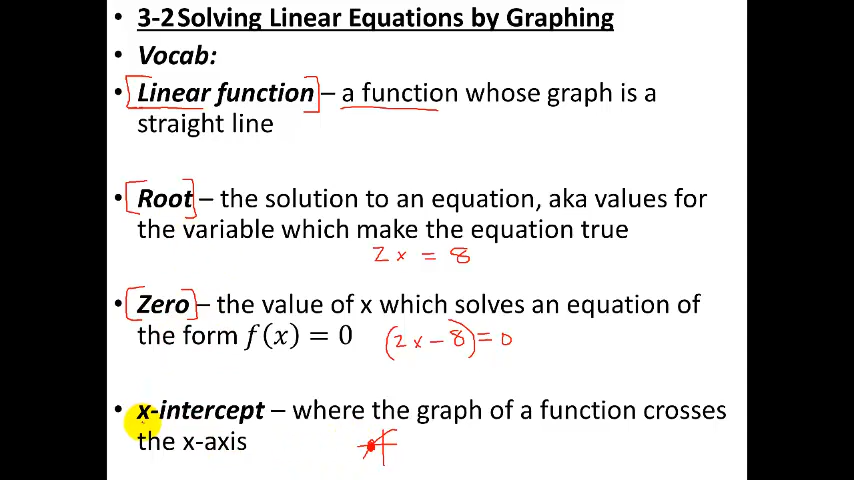 • 3-2 Solving Linear Equations by Graphing
• Vocab:
• Linear function – a function whose graph is a
straight line
• Root – the solution to an equation, aka values for
the variable which make the equation true
2x = 8
• Zero – the value of x which solves an equation of
the form f(x) = 0 (2x – 8) = 0
• x-intercept – where the graph of a function crosses
the x-axis